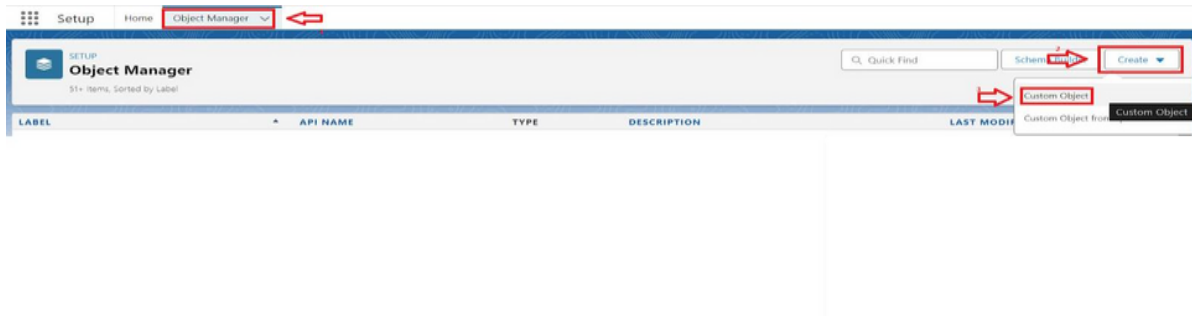 Setup Home Object Manager
SETUP
Object Manager
51+ Items, Sorted by Label
Quick Find
Create
Custom Object
Custom Object
LABEL API NAME TYPE DESCRIPTION